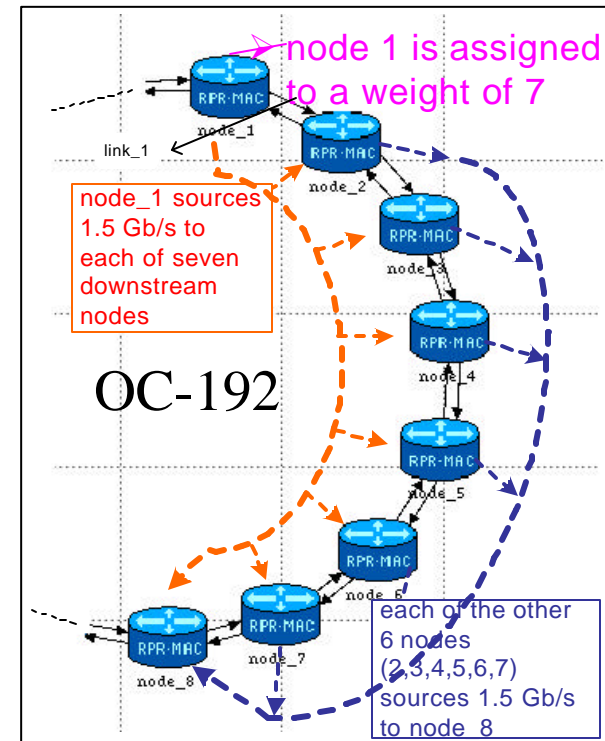 node 1 is assigned
to a weight of 7
RPR-MAC
node_1
link_1
RPR-MAC
node_2
node_1 sources
1.5 Gb/s to
each of seven
downstream
nodes
RPR-MAC
node_3
RPR-MAC
node_4
OC-192
RPR-MAC
node_5
RPR-MAC
node_6
each of the other
6 nodes
(2,3,4,5,6,7)
sources 1.5 Gb/s
to node_8
RPR-MAC
node_7
RPR-MAC
node_8